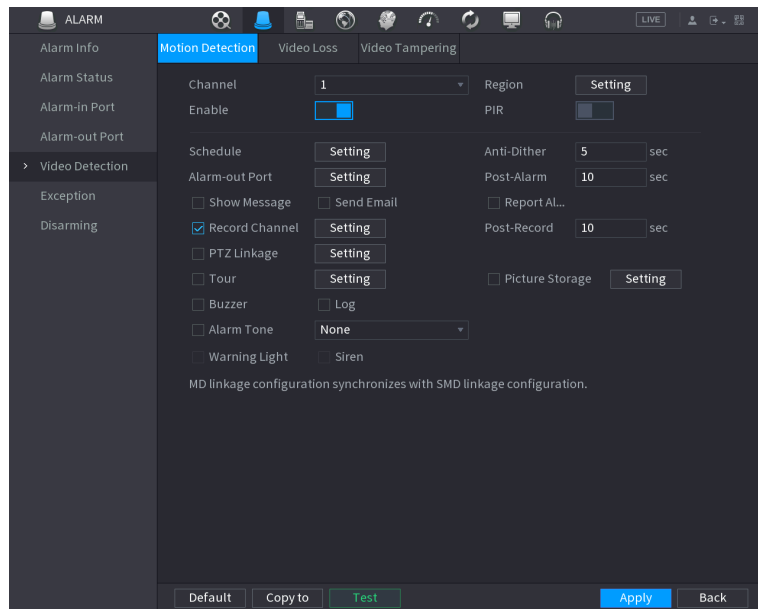 ALARM
LIVE
Alarm Info
Alarm Status
Alarm-in Port
Alarm-out Port
> Video Detection
Exception
Disarming
Motion Detection Video Loss Video Tampering
Channel 1 Region Setting
Enable PIR
Schedule Setting Anti-Dither 5 sec
Alarm-out Port Setting Post-Alarm 10 sec
Show Message Send Email Report Al...
Record Channel Setting Post-Record 10 sec
PTZ Linkage Setting
Tour Setting Picture Storage Setting
Buzzer Log
Alarm Tone None
Warning Light Siren
MD linkage configuration synchronizes with SMD linkage configuration.
Default Copy to Test Apply Back